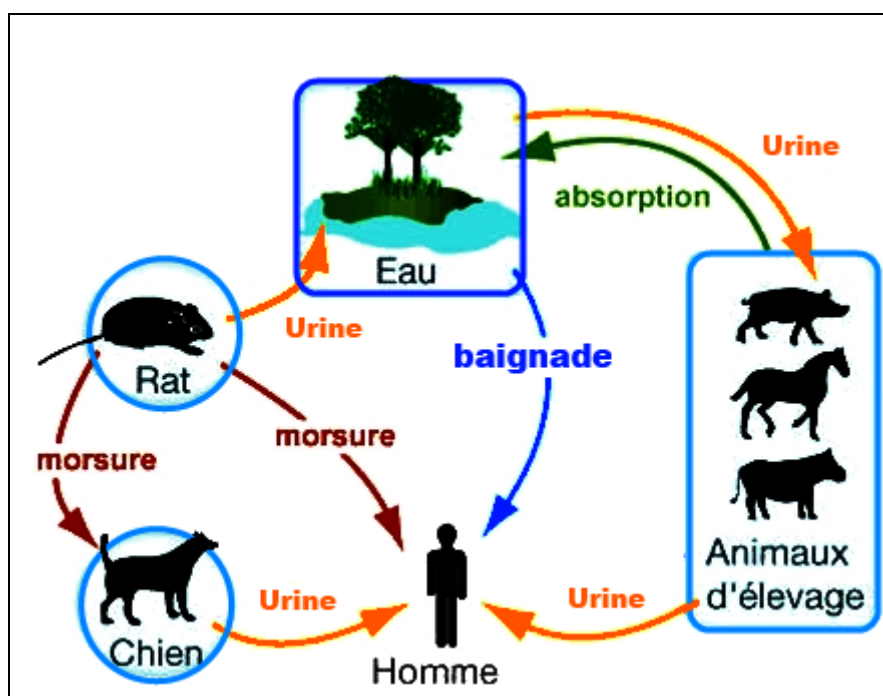 Urine
absorption
Eau
Urine
baignade
Rat
morsure
morsure
Animaux
d'élevage
Urine
Urine
Chien
Homme